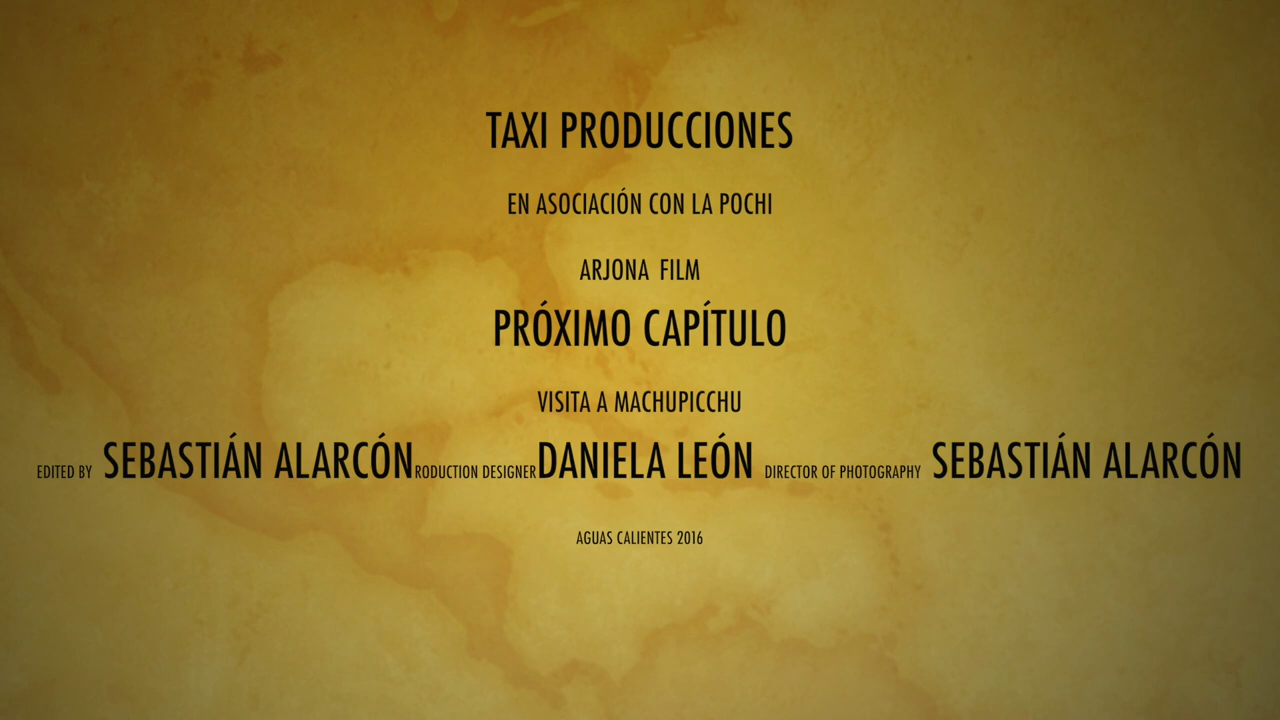 TAXI PRODUCCIONES
EN ASOCIACIÓN CON LA POCHI
ARJONA FILM
PRÓXIMO CAPÍTULO
VISITA A MACHUPICCHU
EDITED BY SEBASTIÁN ALARCÓN RODUCTION DESIGNER DANIELA LEÓN DIRECTOR OF PHOTOGRAPHY SEBASTIÁN ALARCÓN
AGUAS CALIENTES 2016